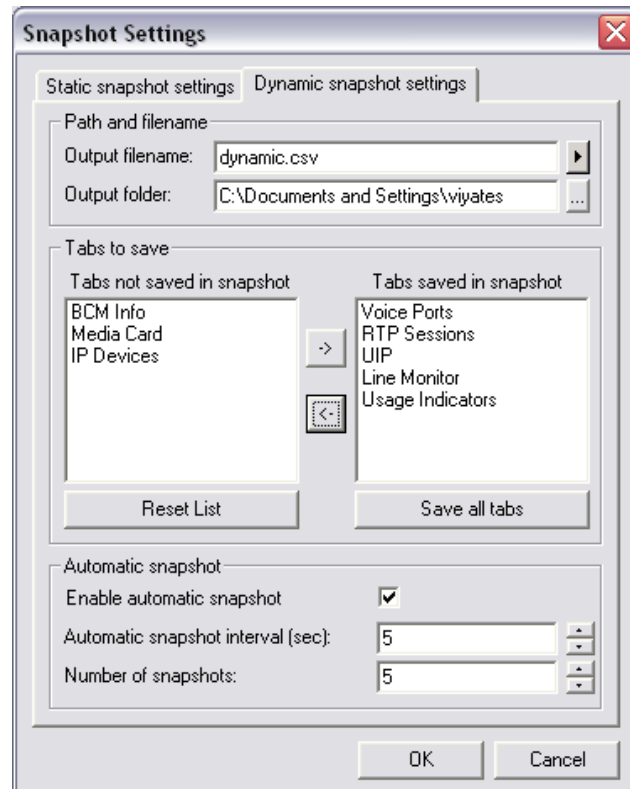 Snapshot Settings
Static snapshot settings
Dynamic snapshot settings
Path and filename
Output filename:
dynamic.csv
Output folder:
C:\Documents and Settings\viyates
...
Tabs to save
Tabs not saved in snapshot
BCM Info
Media Card
IP Devices
->
<-
Tabs saved in snapshot
Voice Ports
RTP Sessions
UIP
Line Monitor
Usage Indicators
Reset List
Save all tabs
Automatic snapshot
Enable automatic snapshot
Automatic snapshot interval (sec):
5
Number of snapshots:
5
OK
Cancel